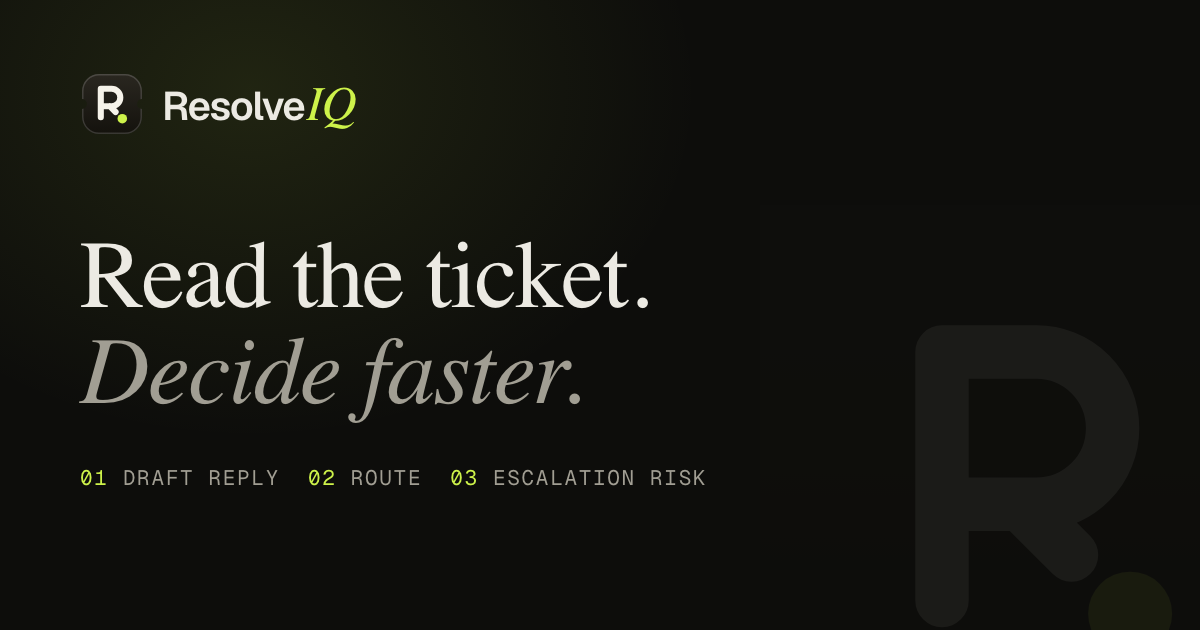 R.
ResolveIQ
Read the ticket.
Decide faster.
01 DRAFT REPLY 02 ROUTE 03 ESCALATION RISK
R.